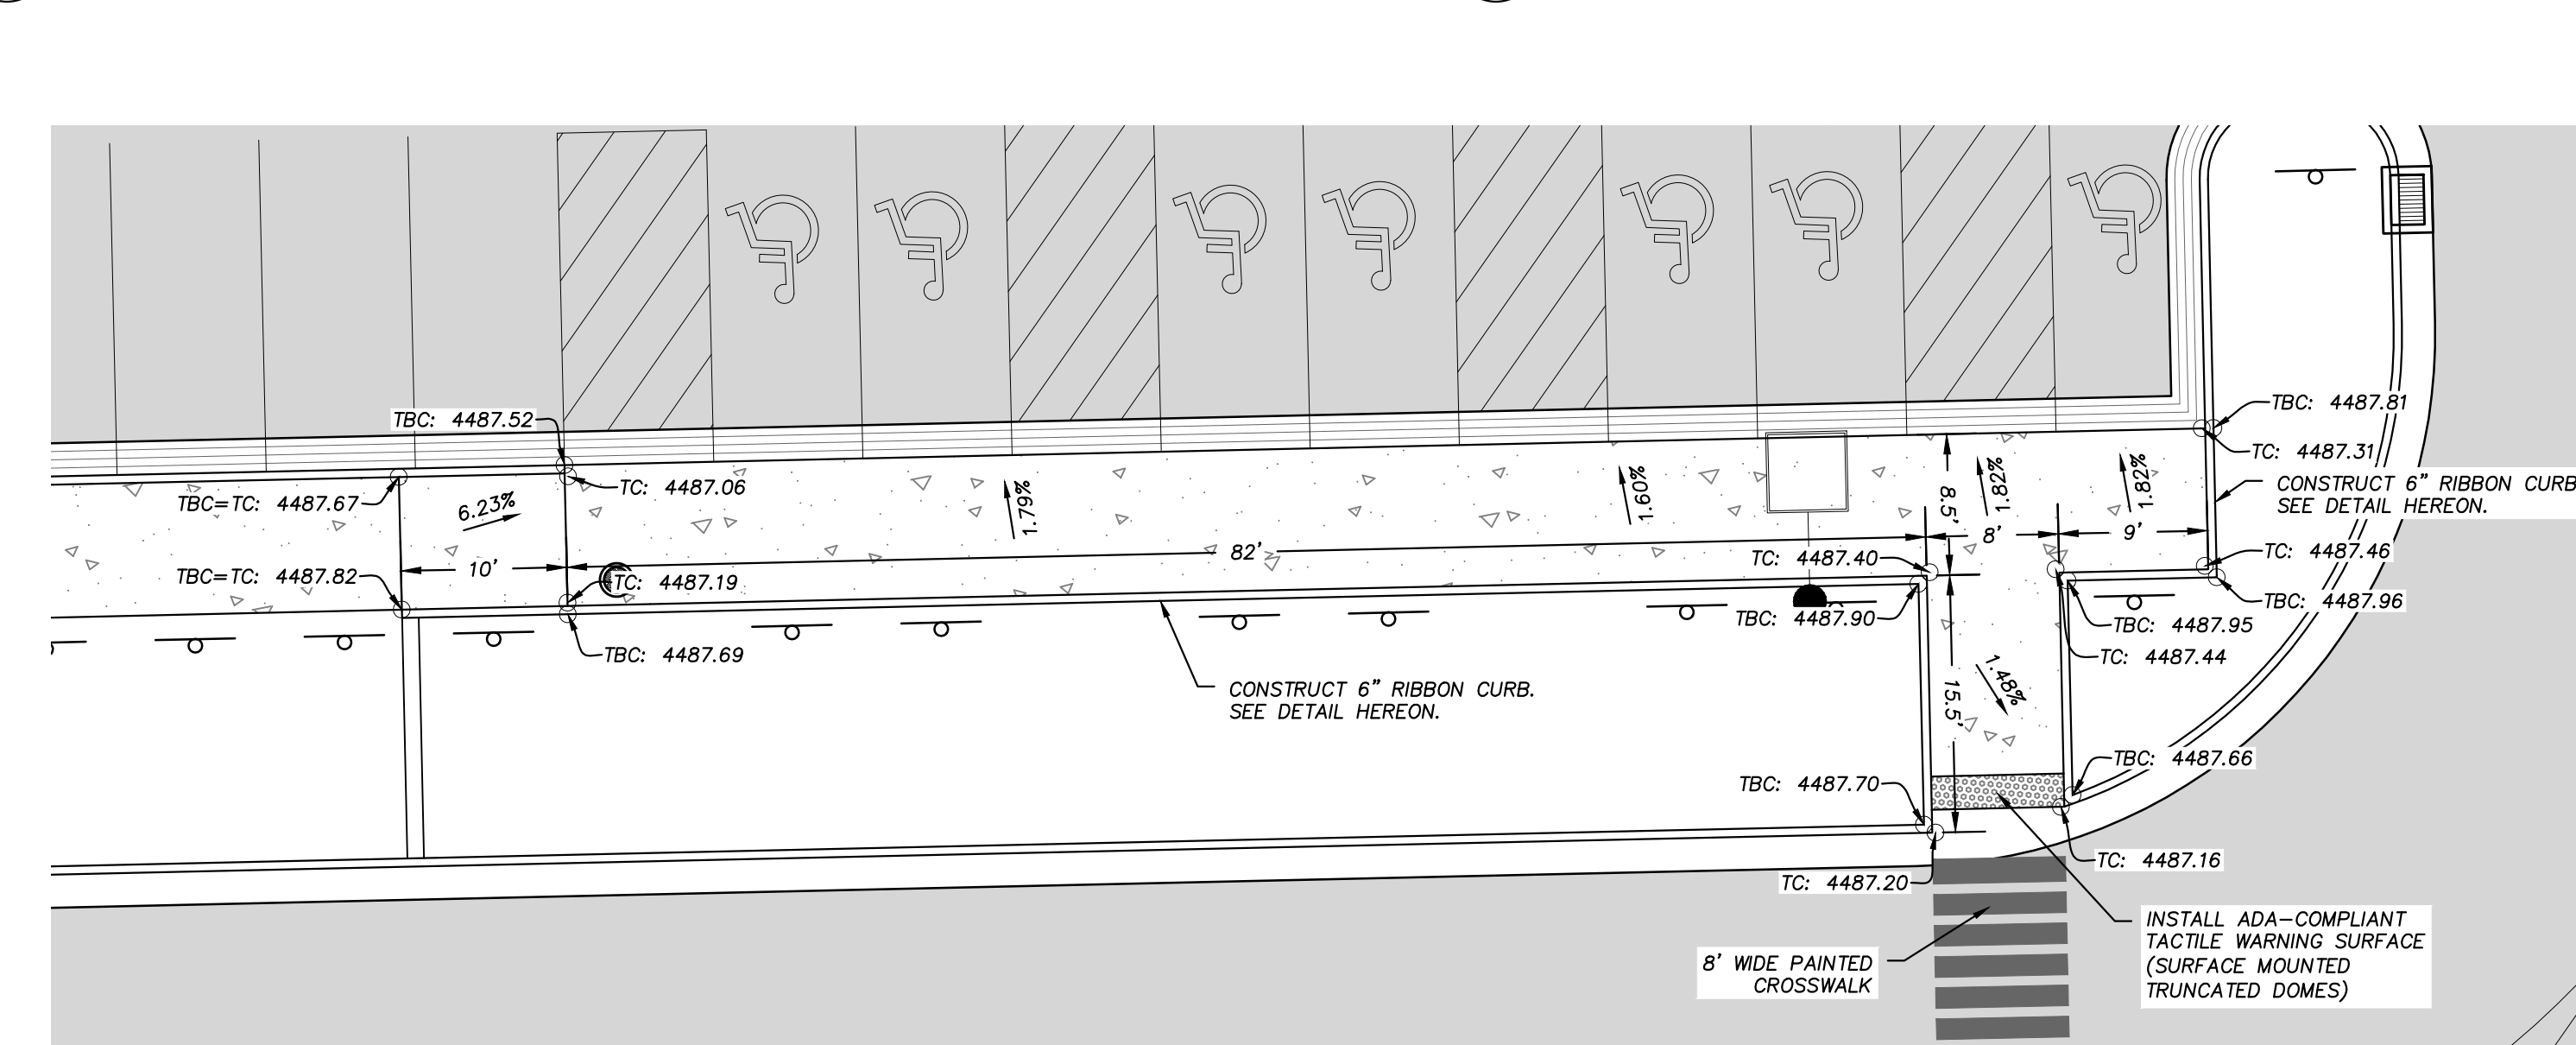 TBC: 4487.52
TBC=TC: 4487.67
6.23%
TC: 4487.06
TBC=TC: 4487.82
10'
TC: 4487.19
TBC: 4487.69
1.79%
82'
1.60%
8.5'
1.82%
8'
1.82%
9'
TBC: 4487.81
TC: 4487.31
CONSTRUCT 6" RIBBON CURB
SEE DETAIL HEREON.
TC: 4487.40
TBC: 4487.90
TC: 4487.46
TBC: 4487.96
TBC: 4487.95
TC: 4487.44
CONSTRUCT 6" RIBBON CURB.
SEE DETAIL HEREON.
15.5'
1.48%
TBC: 4487.70
TBC: 4487.66
TC: 4487.20
TC: 4487.16
8' WIDE PAINTED
CROSSWALK
INSTALL ADA-COMPLIANT
TACTILE WARNING SURFACE
(SURFACE MOUNTED
TRUNCATED DOMES)